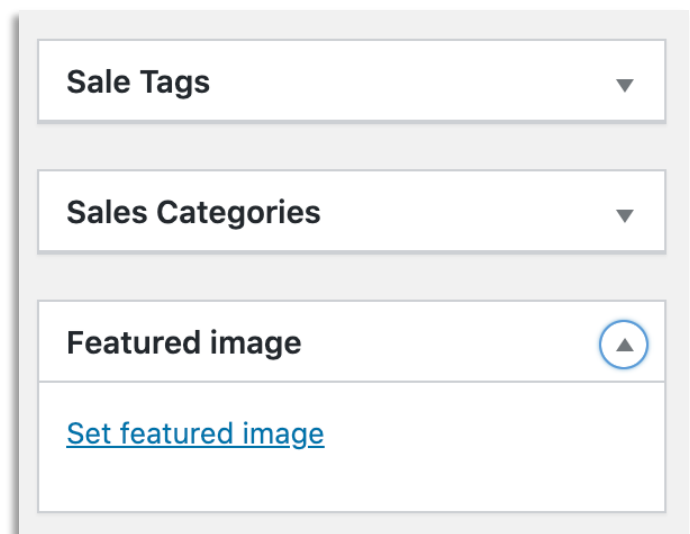 Sale Tags
Sales Categories
Featured image
Set featured image